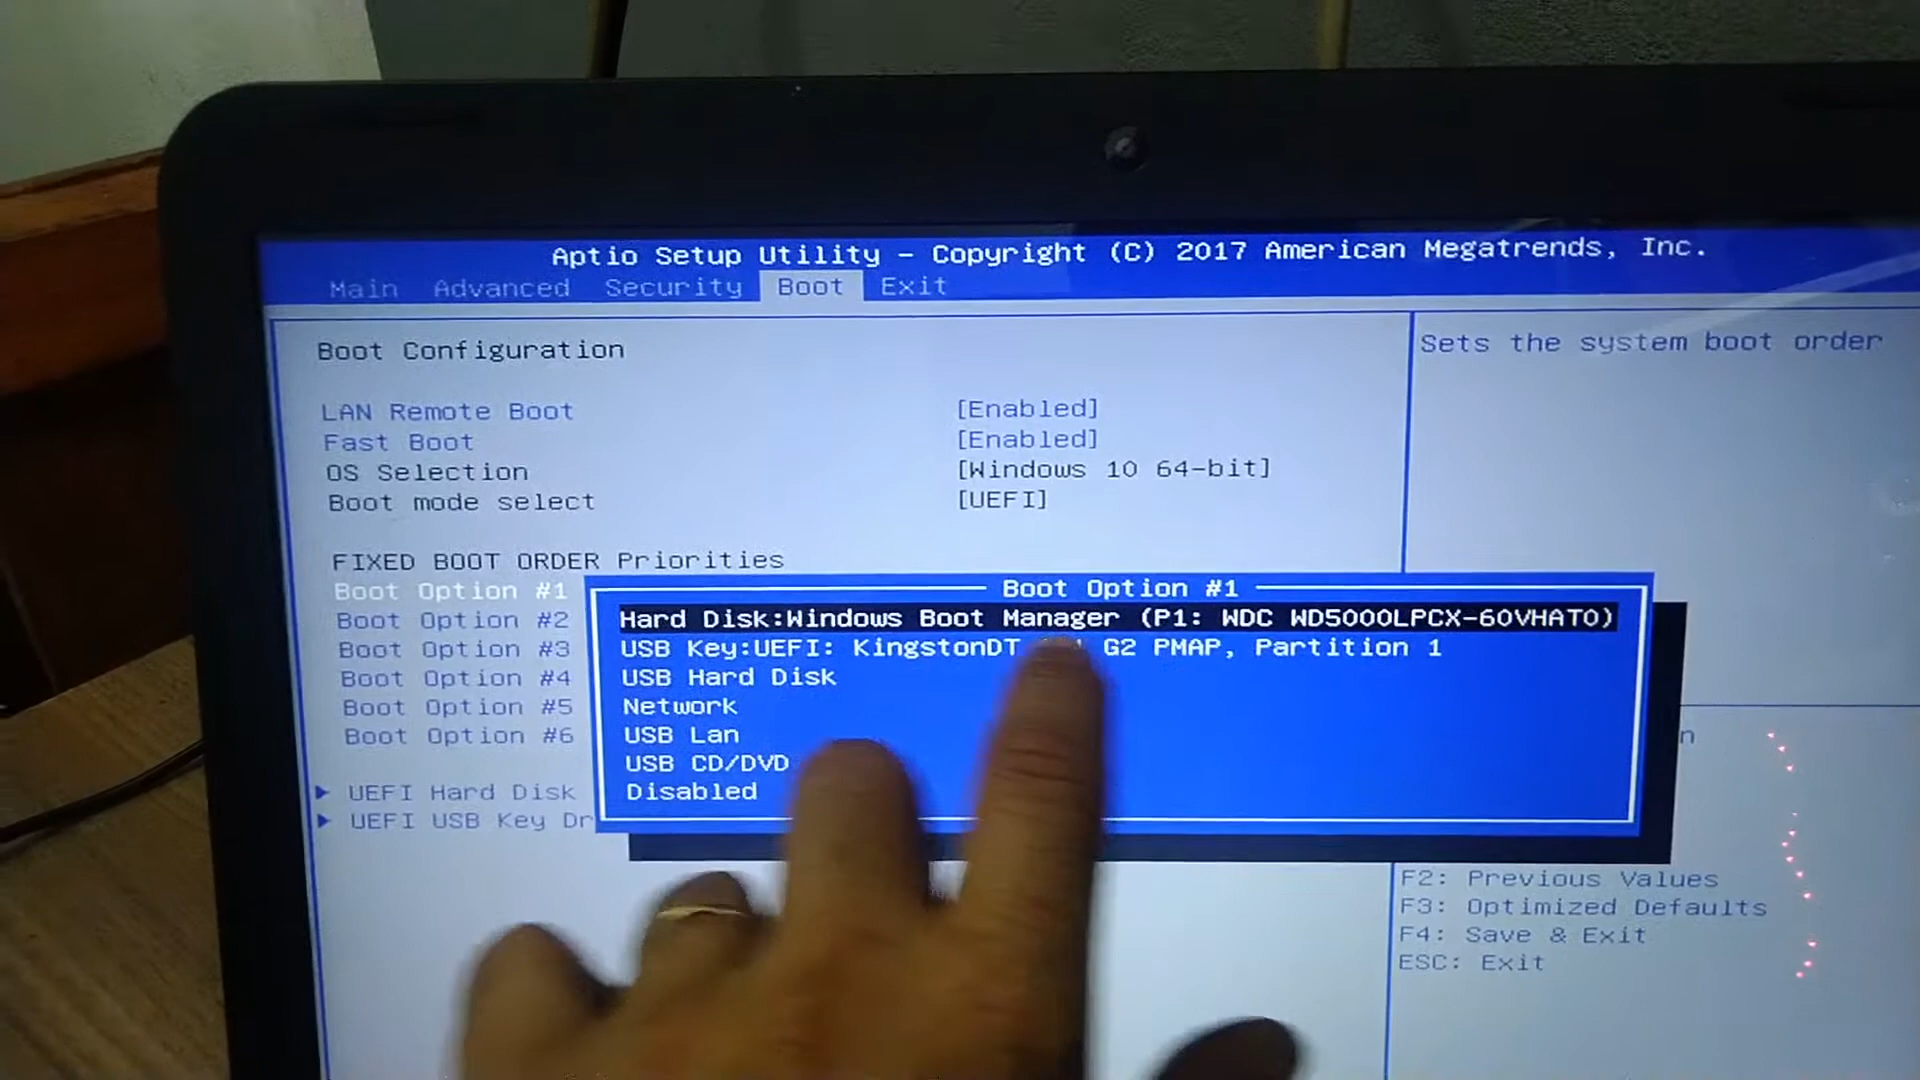 Aptio Setup Utility – Copyright (C) 2017 American Megatrends, Inc.
Main Advanced Security Boot Exit
Boot Configuration
Sets the system boot order
LAN Remote Boot [Enabled]
Fast Boot [Enabled]
OS Selection [Windows 10 64-bit]
Boot mode select [UEFI]
FIXED BOOT ORDER Priorities
Boot Option #1
Boot Option #2
Boot Option #3
Boot Option #4
Boot Option #5
Boot Option #6
UEFI Hard Disk
UEFI USB Key Dr
Boot Option #1
Hard Disk:Windows Boot Manager (P1: WDC WD5000LPCX-60VHAT0)
USB Key:UEFI: KingstonDT G2 PMAP, Partition 1
USB Hard Disk
Network
USB Lan
USB CD/DVD
Disabled
n
F2: Previous Values
F3: Optimized Defaults
F4: Save & Exit
ESC: Exit